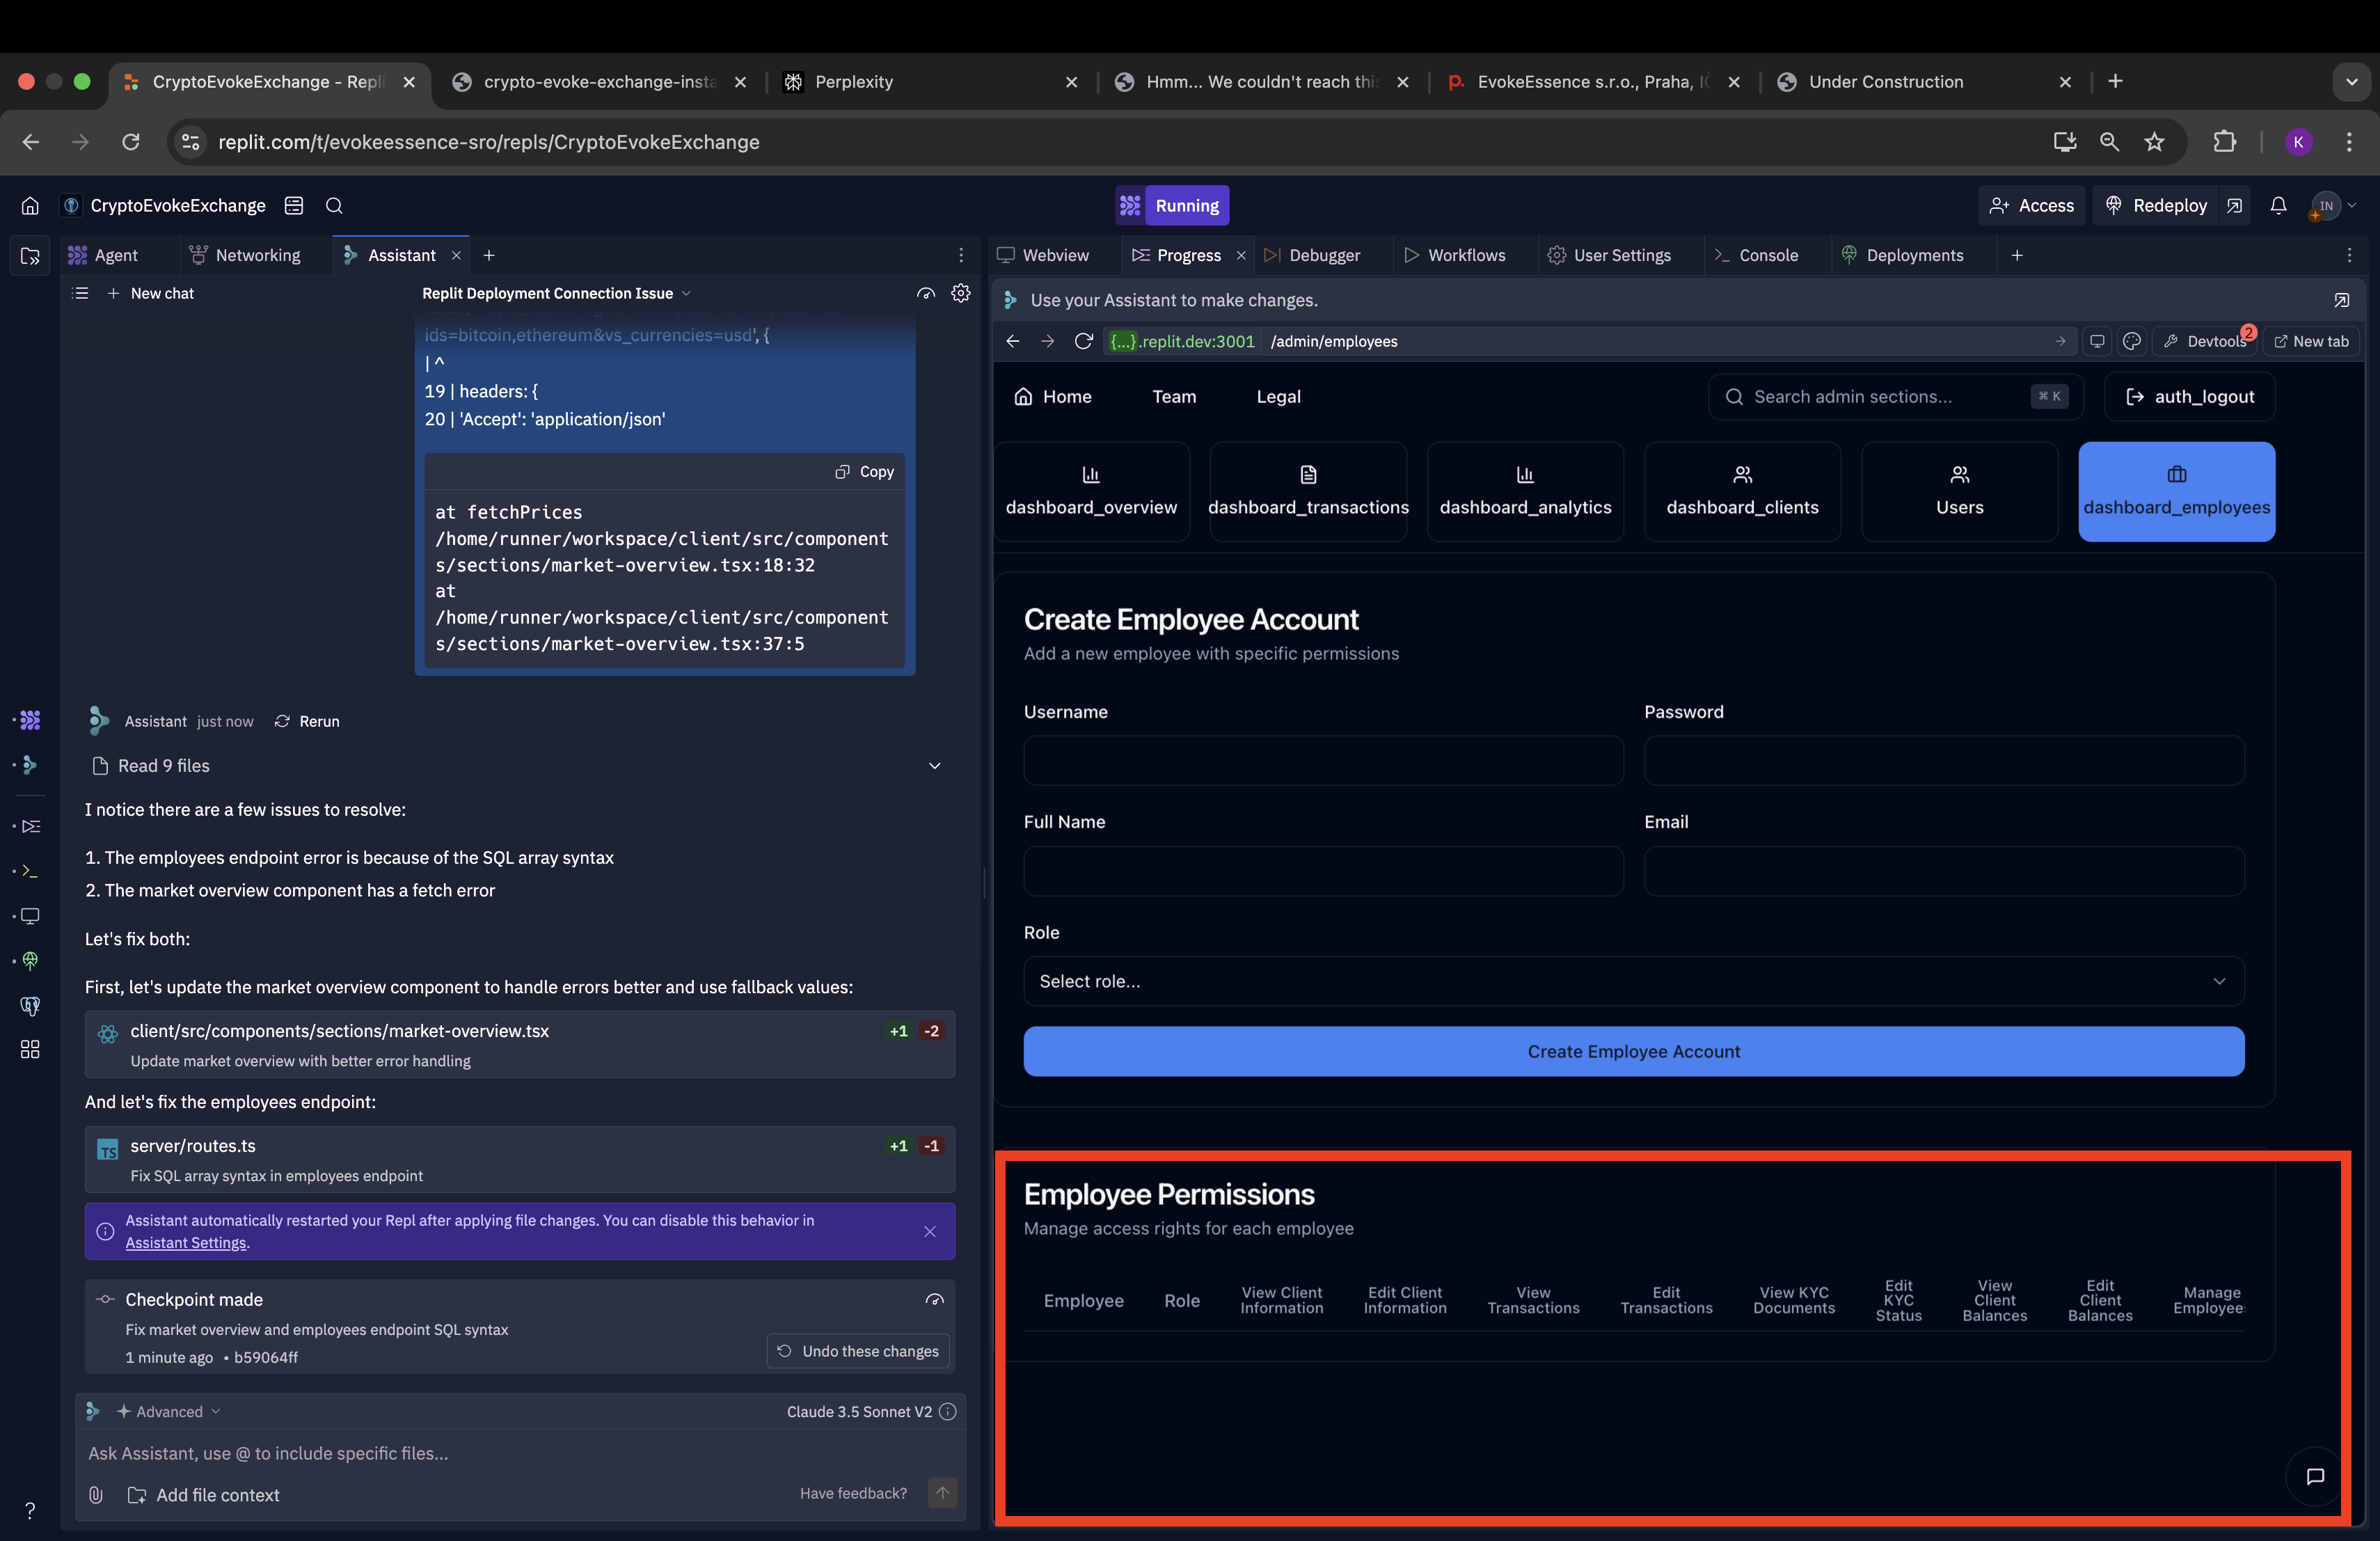 CryptoEvokeExchange - Repli
crypto-evoke-exchange-insta
Perplexity
Hmm... We couldn't reach this
p. EvokeEssence s.r.o., Praha, IČ
Under Construction
replit.com/t/evokeessence-sro/repls/CryptoEvokeExchange
K
CryptoEvokeExchange
Running
Access
Redeploy
IN
Agent
Networking
Assistant
Webview
Progress
Debugger
Workflows
User Settings
Console
Deployments
New chat
Replit Deployment Connection Issue
ids=bitcoin,ethereum&vs_currencies=usd', {
| ^
19 | headers: {
20 | 'Accept': 'application/json'
Copy
at fetchPrices
/home/runner/workspace/client/src/component
s/sections/market-overview.tsx:18:32
at
/home/runner/workspace/client/src/component
s/sections/market-overview.tsx:37:5
Assistant just now Rerun
Read 9 files
I notice there are a few issues to resolve:
1. The employees endpoint error is because of the SQL array syntax
2. The market overview component has a fetch error
Let's fix both:
First, let's update the market overview component to handle errors better and use fallback values:
client/src/components/sections/market-overview.tsx +1 -2
Update market overview with better error handling
And let's fix the employees endpoint:
TS server/routes.ts +1 -1
Fix SQL array syntax in employees endpoint
Assistant automatically restarted your Repl after applying file changes. You can disable this behavior in
Assistant Settings.
Checkpoint made
Fix market overview and employees endpoint SQL syntax
1 minute ago • b59064ff
Undo these changes
Advanced
Claude 3.5 Sonnet V2
Ask Assistant, use @ to include specific files...
Add file context
Have feedback?
?
Use your Assistant to make changes.
{...}.replit.dev:3001 /admin/employees
Devtools 2
New tab
Home
Team
Legal
Search admin sections...
⌘ K
auth_logout
dashboard_overview
dashboard_transactions
dashboard_analytics
dashboard_clients
Users
dashboard_employees
Create Employee Account
Add a new employee with specific permissions
Username
Password
Full Name
Email
Role
Select role...
Create Employee Account
Employee Permissions
Manage access rights for each employee
Employee
Role
View Client
Information
Edit Client
Information
View
Transactions
Edit
Transactions
View KYC
Documents
Edit
KYC
Status
View
Client
Balances
Edit
Client
Balances
Manage
Employees